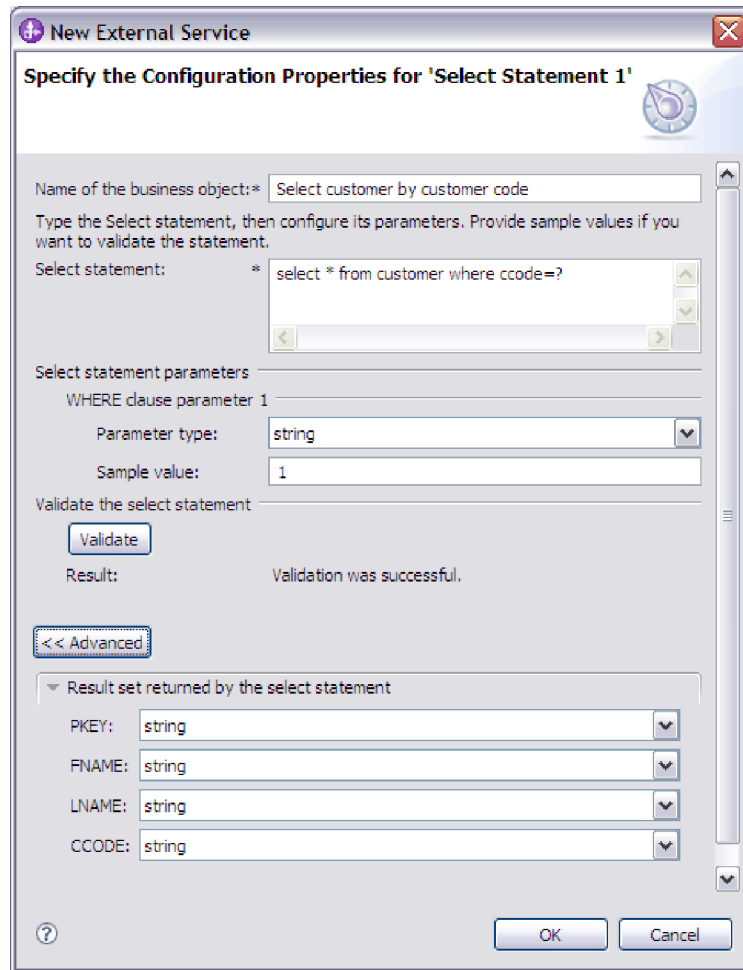 New External Service
Specify the Configuration Properties for 'Select Statement 1'
Name of the business object:* Select customer by customer code
Type the Select statement, then configure its parameters. Provide sample values if you
want to validate the statement.
Select statement: * select * from customer where ccode=?
Select statement parameters
WHERE clause parameter 1
Parameter type: string
Sample value: 1
Validate the select statement
Validate
Result: Validation was successful.
<< Advanced
Result set returned by the select statement
PKEY: string
FNAME: string
LNAME: string
CCODE: string
? OK Cancel